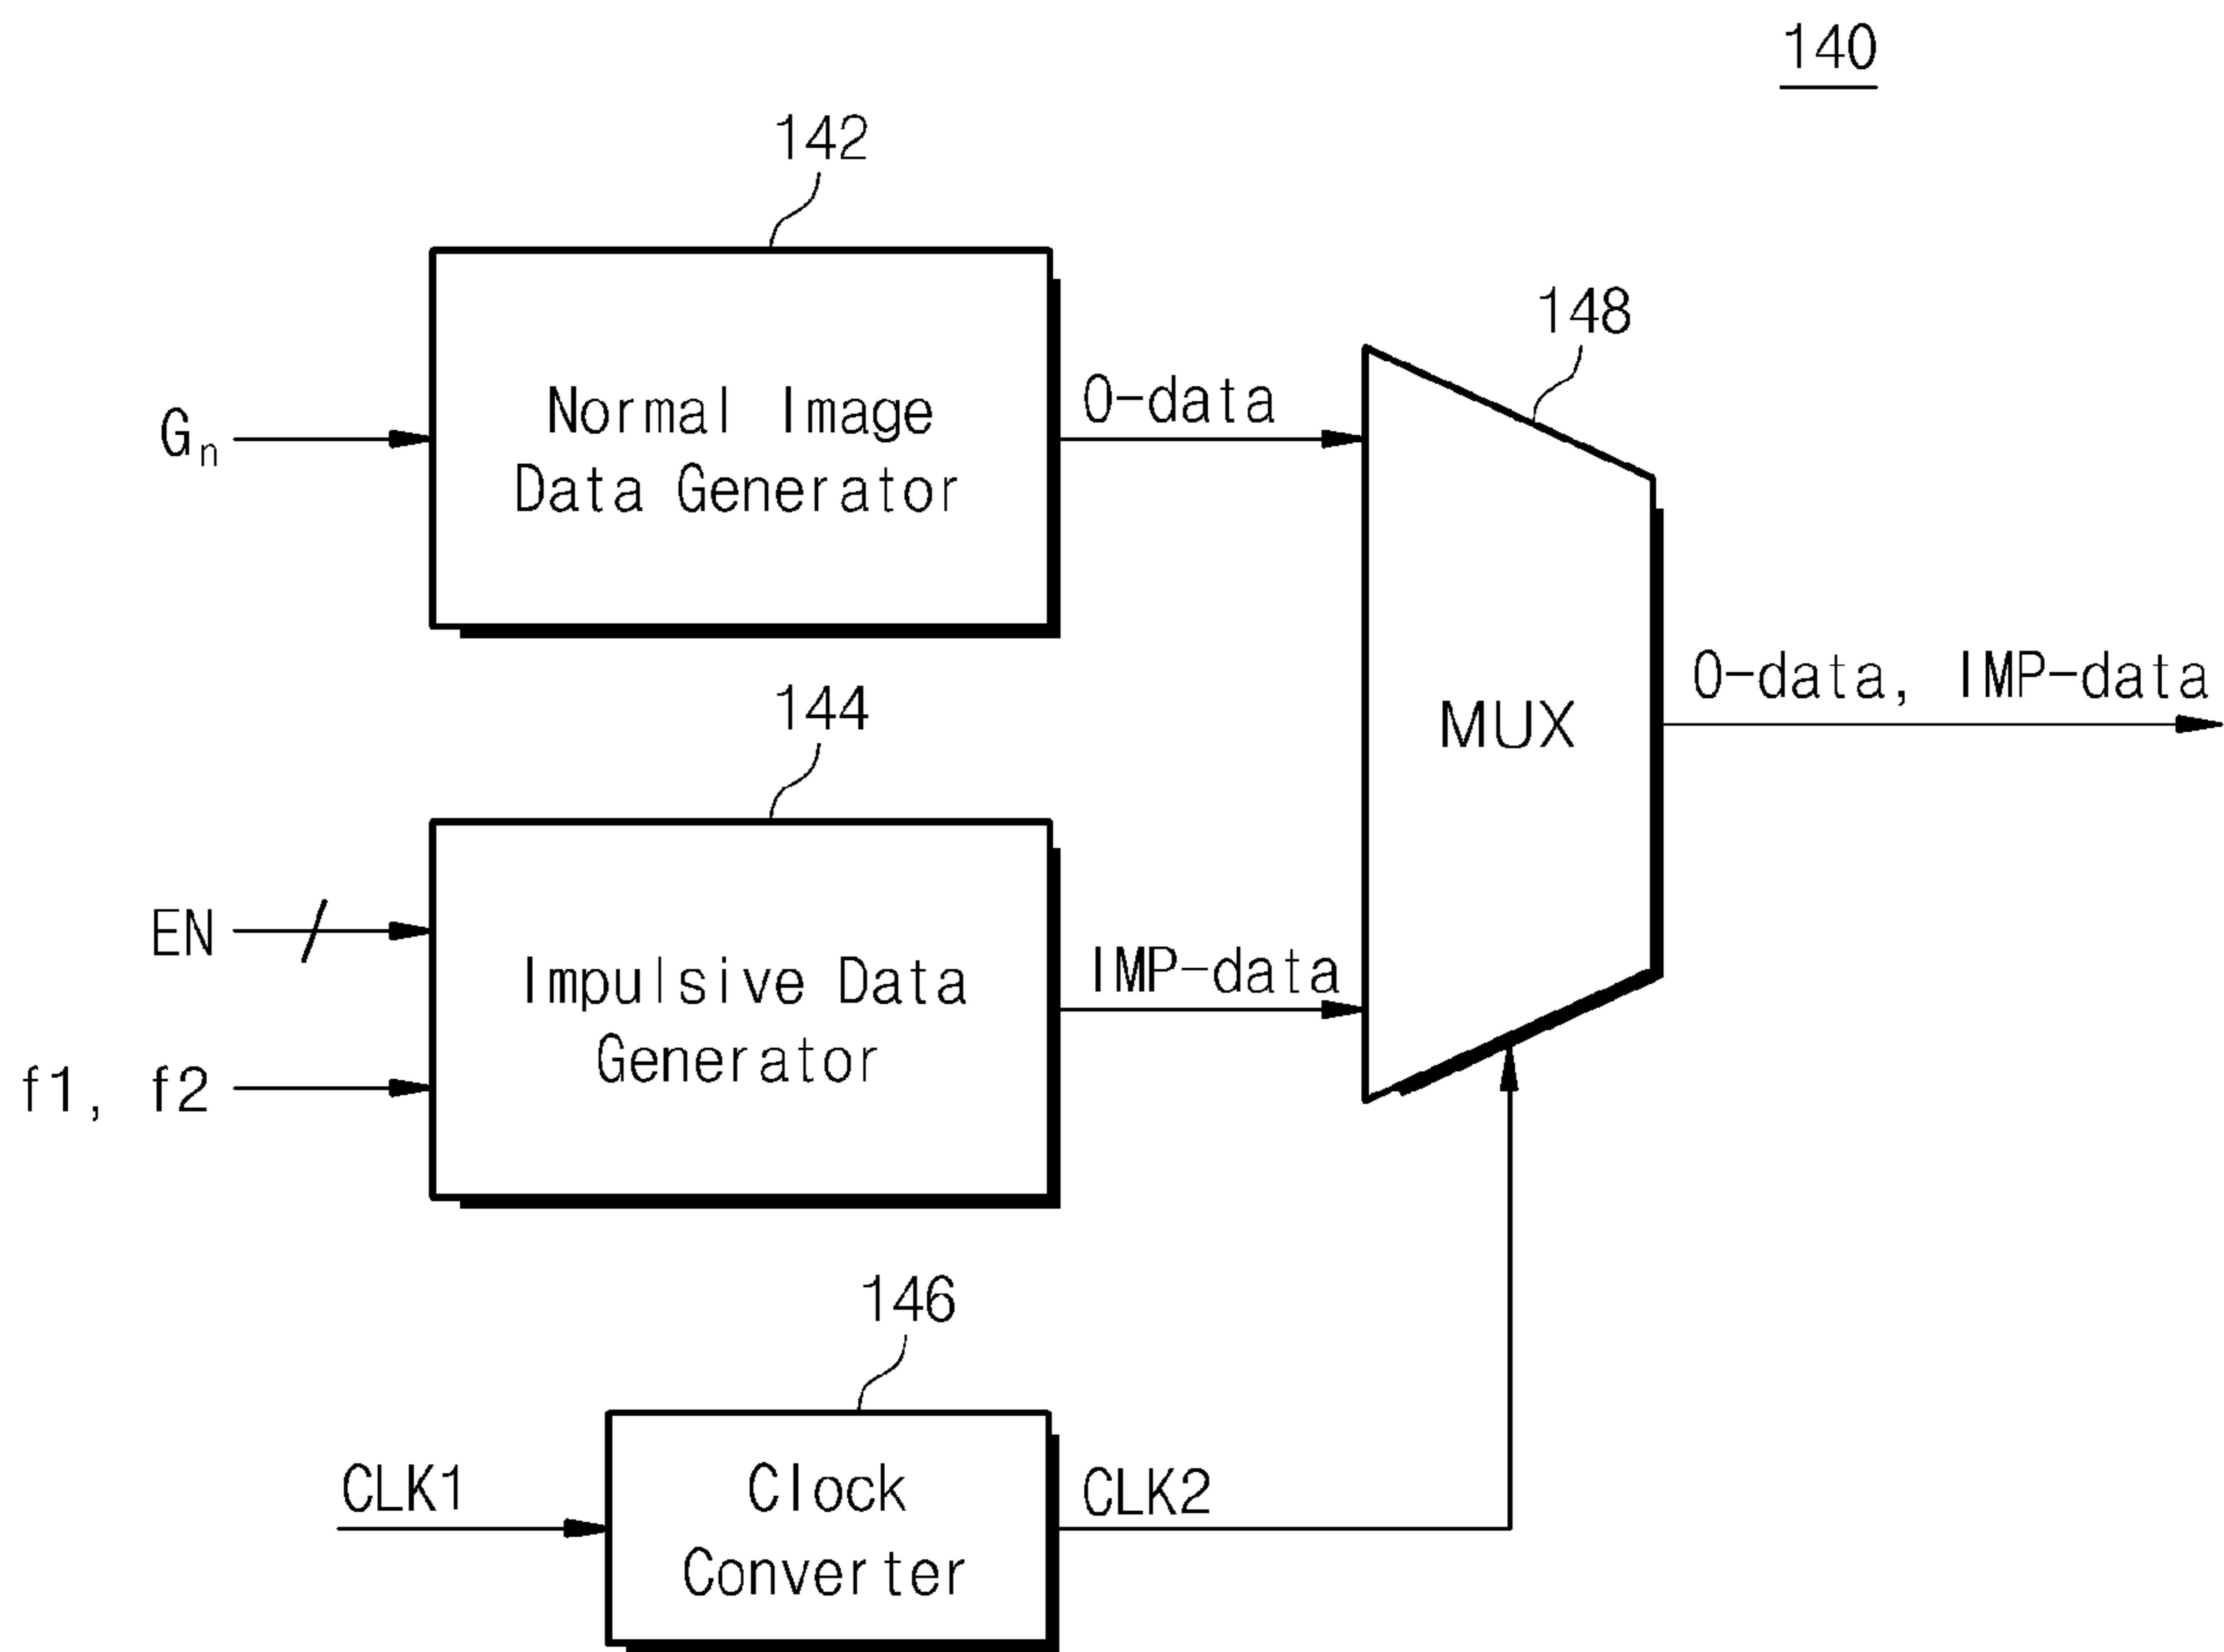 140
142
Gn
Normal Image
Data Generator
O-data
148
MUX
O-data, IMP-data
144
EN
f1, f2
Impulsive Data
Generator
IMP-data
146
CLK1
Clock
Converter
CLK2